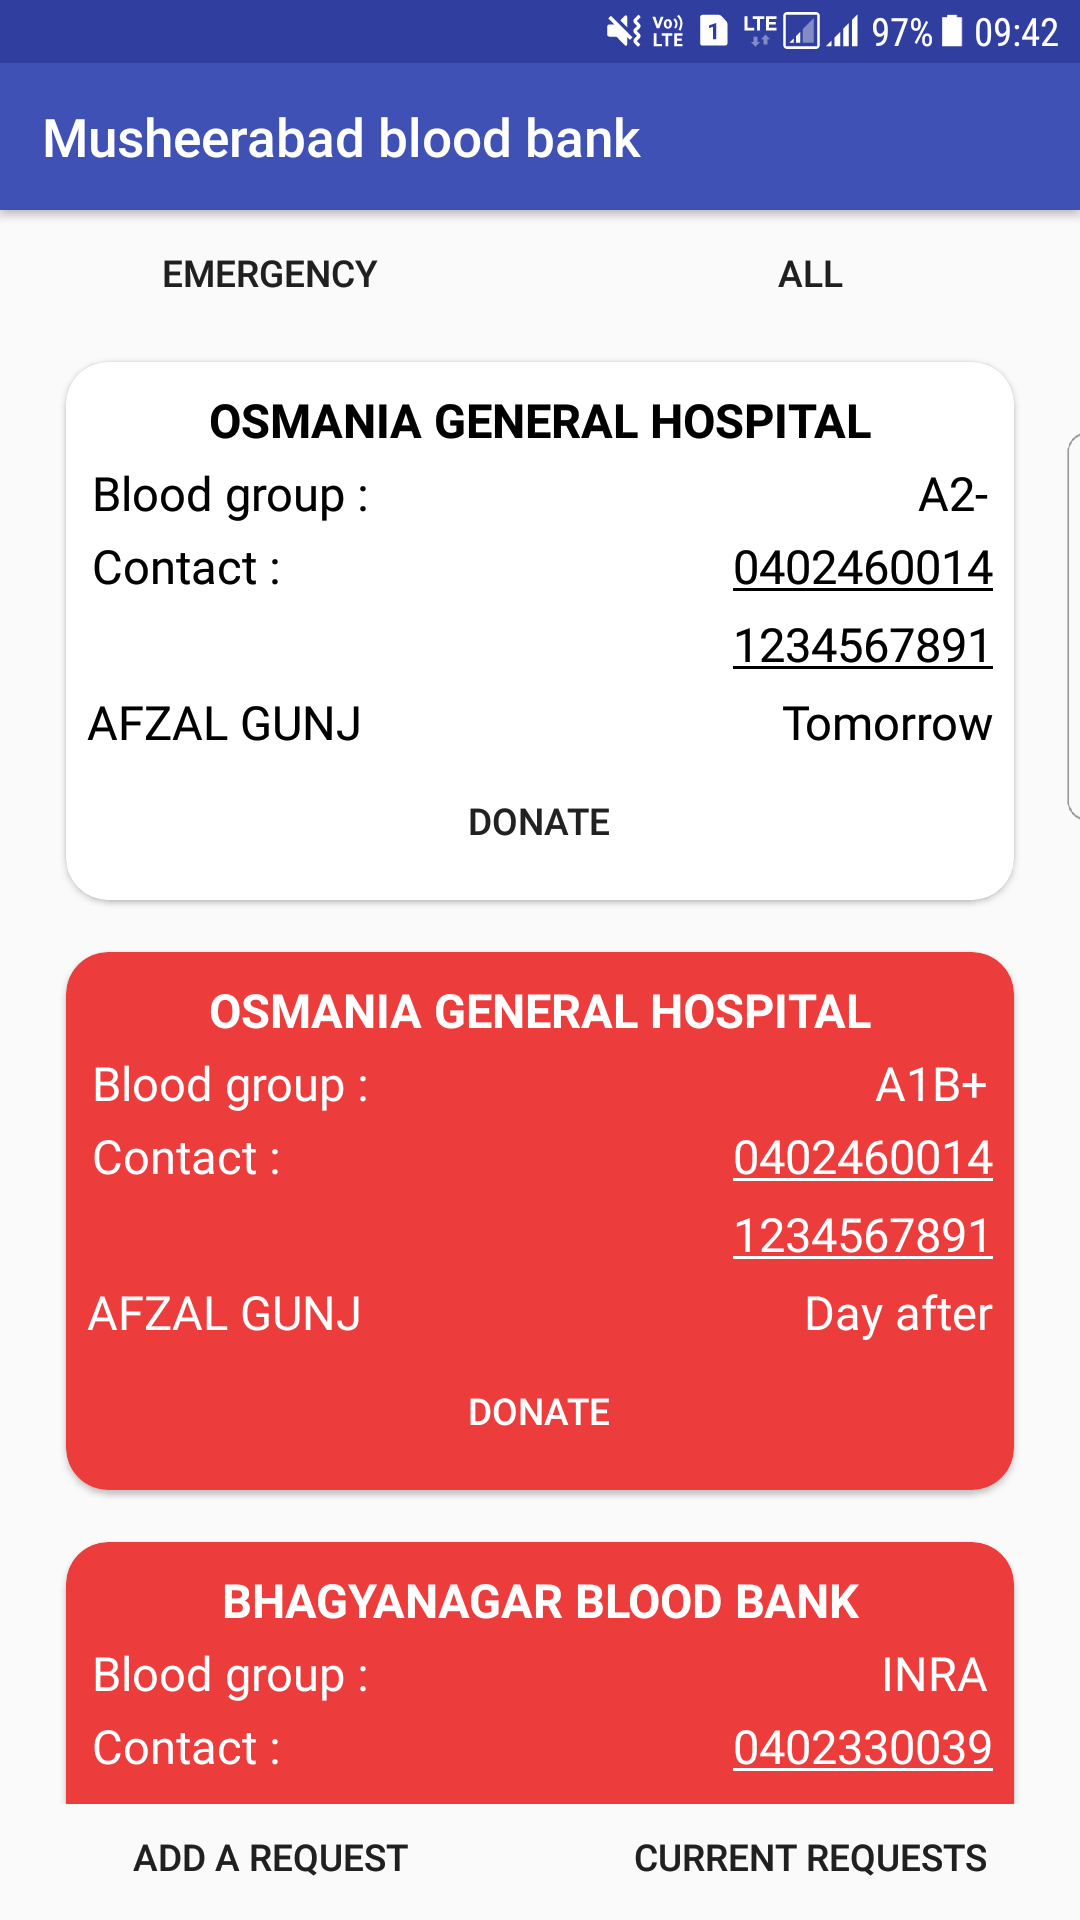 Vo)) LTE 1 LTE 97% 09:42
Musheerabad blood bank
EMERGENCY ALL
OSMANIA GENERAL HOSPITAL
Blood group : A2-
Contact : 0402460014
1234567891
AFZAL GUNJ Tomorrow
DONATE
OSMANIA GENERAL HOSPITAL
Blood group : A1B+
Contact : 0402460014
1234567891
AFZAL GUNJ Day after
DONATE
BHAGYANAGAR BLOOD BANK
Blood group : INRA
Contact : 0402330039
ADD A REQUEST CURRENT REQUESTS